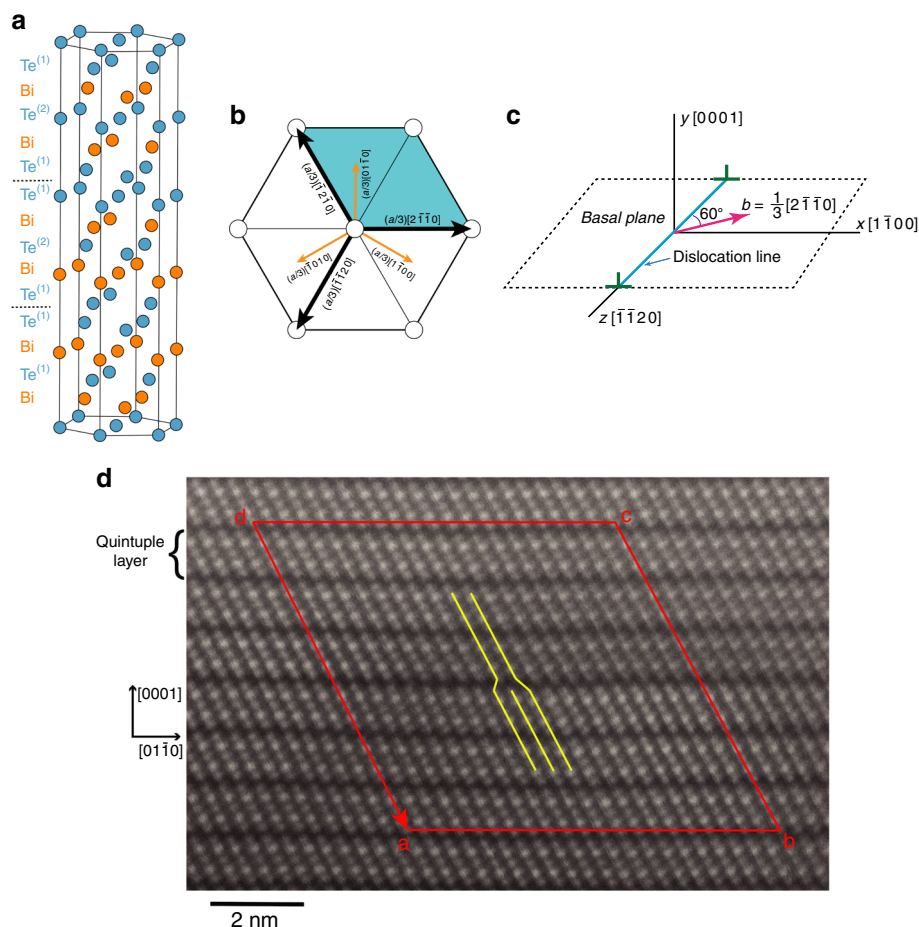 a
Te⁽¹⁾
Bi
Te⁽²⁾
Bi
Te⁽¹⁾
Te⁽¹⁾
Bi
Te⁽²⁾
Bi
Te⁽¹⁾
Te⁽¹⁾
Bi
Te⁽¹⁾
Bi
b
(a/3)[1̄21̄0]
(a/3)[011̄0]
(a/3)[21̄1̄0]
(a/3)[1̄010]
(a/3)[1̄1̄20]
(a/3)[11̄00]
c
y [0001]
Basal plane
60°
b = 1/3 [21̄1̄0]
x [11̄00]
Dislocation line
z [1̄1̄20]
d
d
c
Quintuple
layer
[0001]
[011̄0]
a
b
2 nm